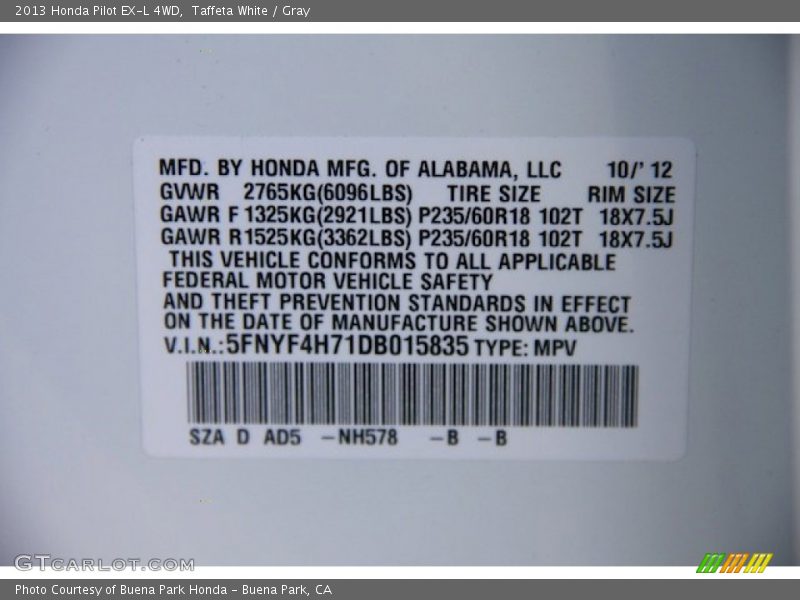 2013 Honda Pilot EX-L 4WD, Taffeta White / Gray
MFD. BY HONDA MFG. OF ALABAMA, LLC 10/' 12
GVWR 2765KG(6096LBS) TIRE SIZE RIM SIZE
GAWR F 1325KG(2921LBS) P235/60R18 102T 18X7.5J
GAWR R 1525KG(3362LBS) P235/60R18 102T 18X7.5J
THIS VEHICLE CONFORMS TO ALL APPLICABLE
FEDERAL MOTOR VEHICLE SAFETY
AND THEFT PREVENTION STANDARDS IN EFFECT
ON THE DATE OF MANUFACTURE SHOWN ABOVE.
V.I.N.:5FNYF4H71DB015835 TYPE: MPV
SZA D AD5 -NH578 -B -B
GTCARLOT.COM
Photo Courtesy of Buena Park Honda - Buena Park, CA